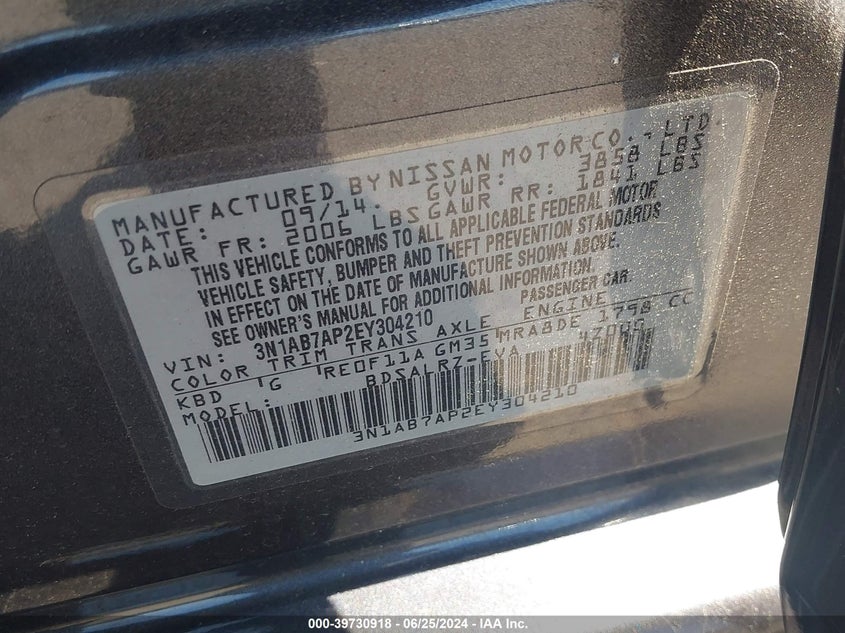 MANUFACTURED BY NISSAN MOTOR CO., LTD.
DATE: 09/14 GVWR: 3858 LBS
GAWR FR: 2006 LBS GAWR RR: 1841 LBS
THIS VEHICLE CONFORMS TO ALL APPLICABLE FEDERAL MOTOR
VEHICLE SAFETY, BUMPER AND THEFT PREVENTION STANDARDS
IN EFFECT ON THE DATE OF MANUFACTURE SHOWN ABOVE.
SEE OWNER'S MANUAL FOR ADDITIONAL INFORMATION.
VIN: 3N1AB7AP2EY304210 PASSENGER CAR
COLOR TRIM TRANS AXLE ENGINE 1798 CC
KBD G RE0F11A GM35 MRA8DE
MODEL: BDSALRZ-EVA
3N1AB7AP2EY304210
000-39730918 - 06/25/2024 - IAA Inc.